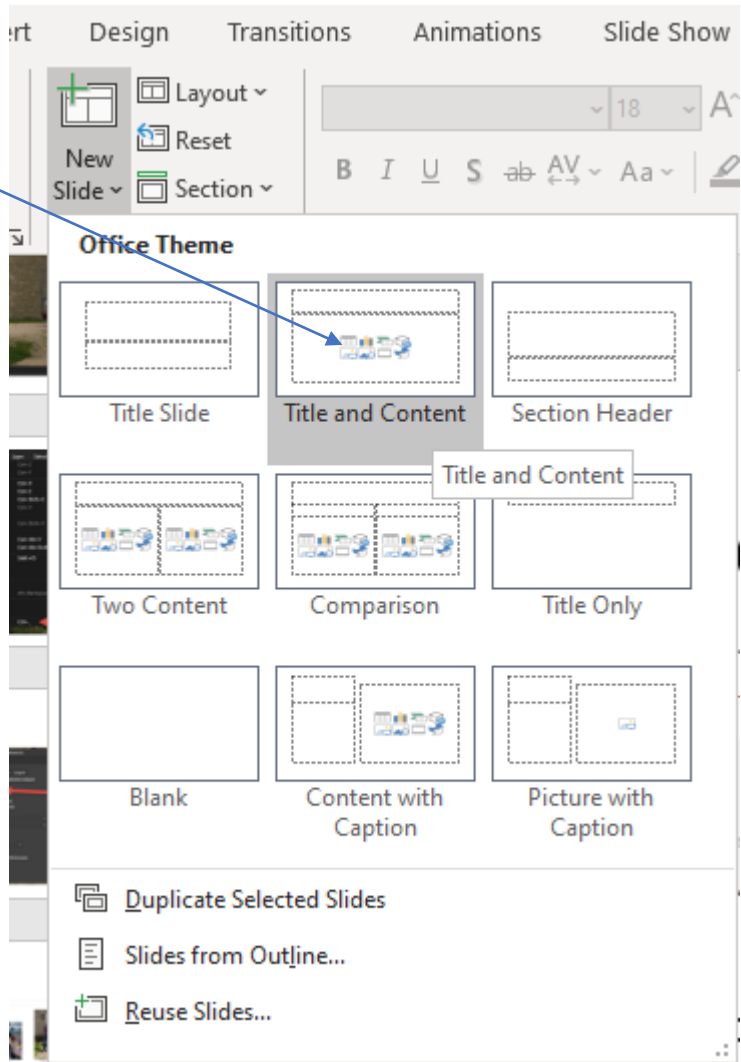 Design Transitions Animations Slide Show
New Slide
Layout
Reset
Section
18
B I U S ab AV Aa A
Office Theme
Title Slide Title and Content Section Header
Title and Content
Two Content Comparison Title Only
Blank Content with Caption Picture with Caption
Duplicate Selected Slides
Slides from Outline...
Reuse Slides...